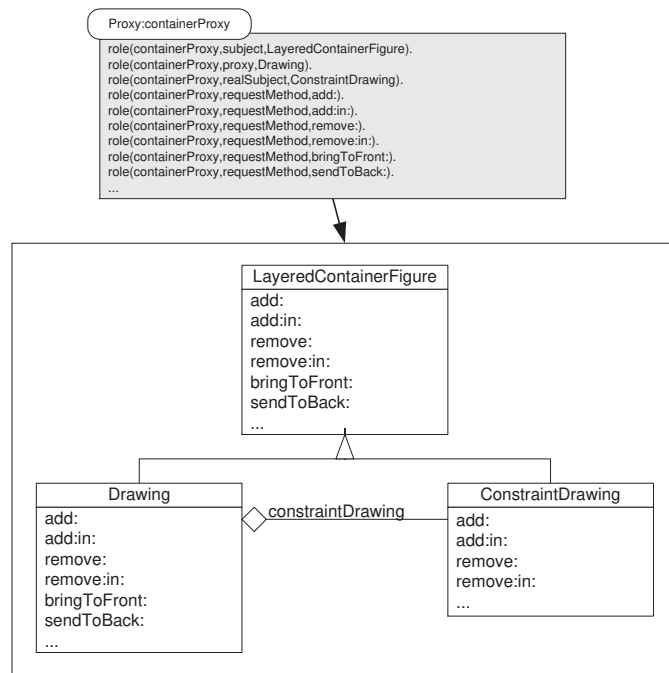 Proxy:containerProxy
role(containerProxy,subject,LayeredContainerFigure).
role(containerProxy,proxy,Drawing).
role(containerProxy,realSubject,ConstraintDrawing).
role(containerProxy,requestMethod,add:).
role(containerProxy,requestMethod,add:in:).
role(containerProxy,requestMethod,remove:).
role(containerProxy,requestMethod,remove:in:).
role(containerProxy,requestMethod,bringToFront:).
role(containerProxy,requestMethod,sendToBack:).
...
LayeredContainerFigure
add:
add:in:
remove:
remove:in:
bringToFront:
sendToBack:
...
Drawing
add:
add:in:
remove:
remove:in:
bringToFront:
sendToBack:
...
constraintDrawing
ConstraintDrawing
add:
add:in:
remove:
remove:in:
...